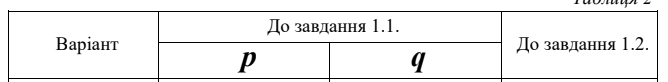 Таблиця 2
Варіант
До завдання 1.1.
До завдання 1.2.
p
q